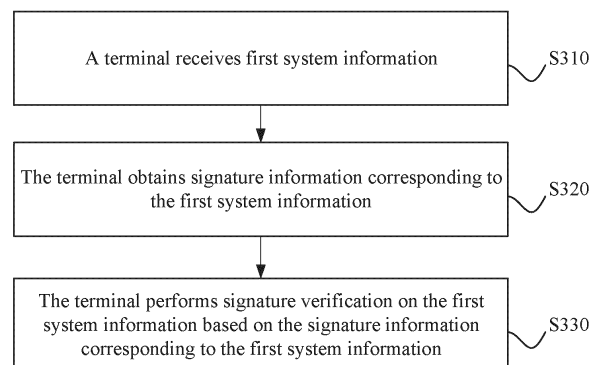 A terminal receives first system information
S310
The terminal obtains signature information corresponding to
the first system information
S320
The terminal performs signature verification on the first
system information based on the signature information
corresponding to the first system information
S330